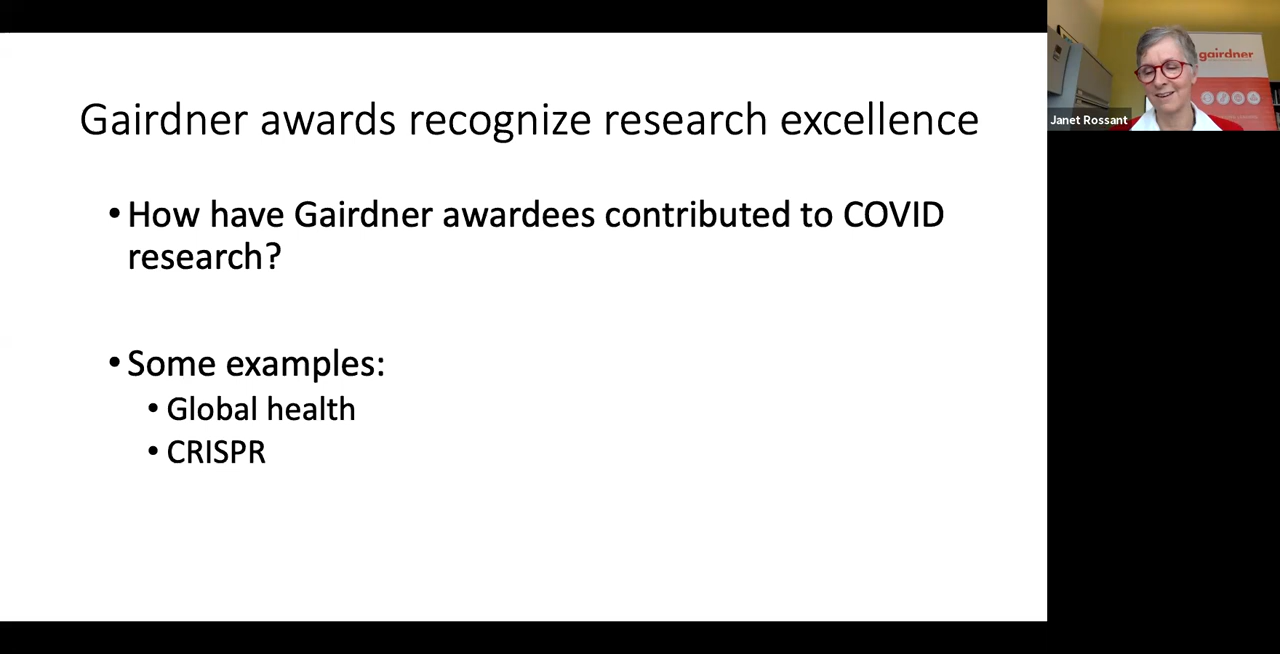 Gairdner awards recognize research excellence
• How have Gairdner awardees contributed to COVID
research?
• Some examples:
• Global health
• CRISPR
gairdner
Janet Rossant